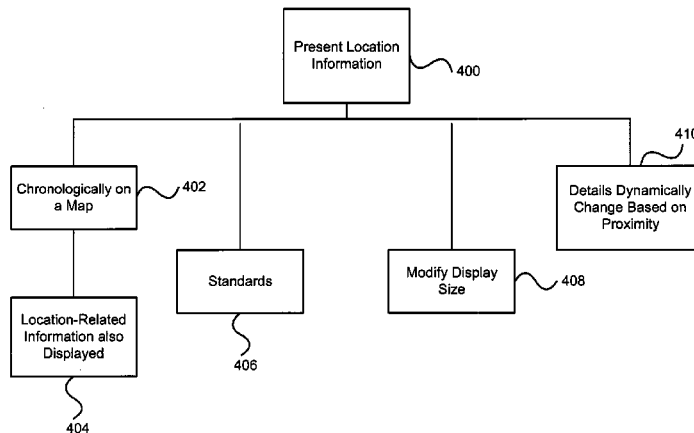 Present Location
Information
400
410
Chronologically on
a Map
402
Details Dynamically
Change Based on
Proximity
Standards
406
Modify Display
Size
408
Location-Related
Information also
Displayed
404